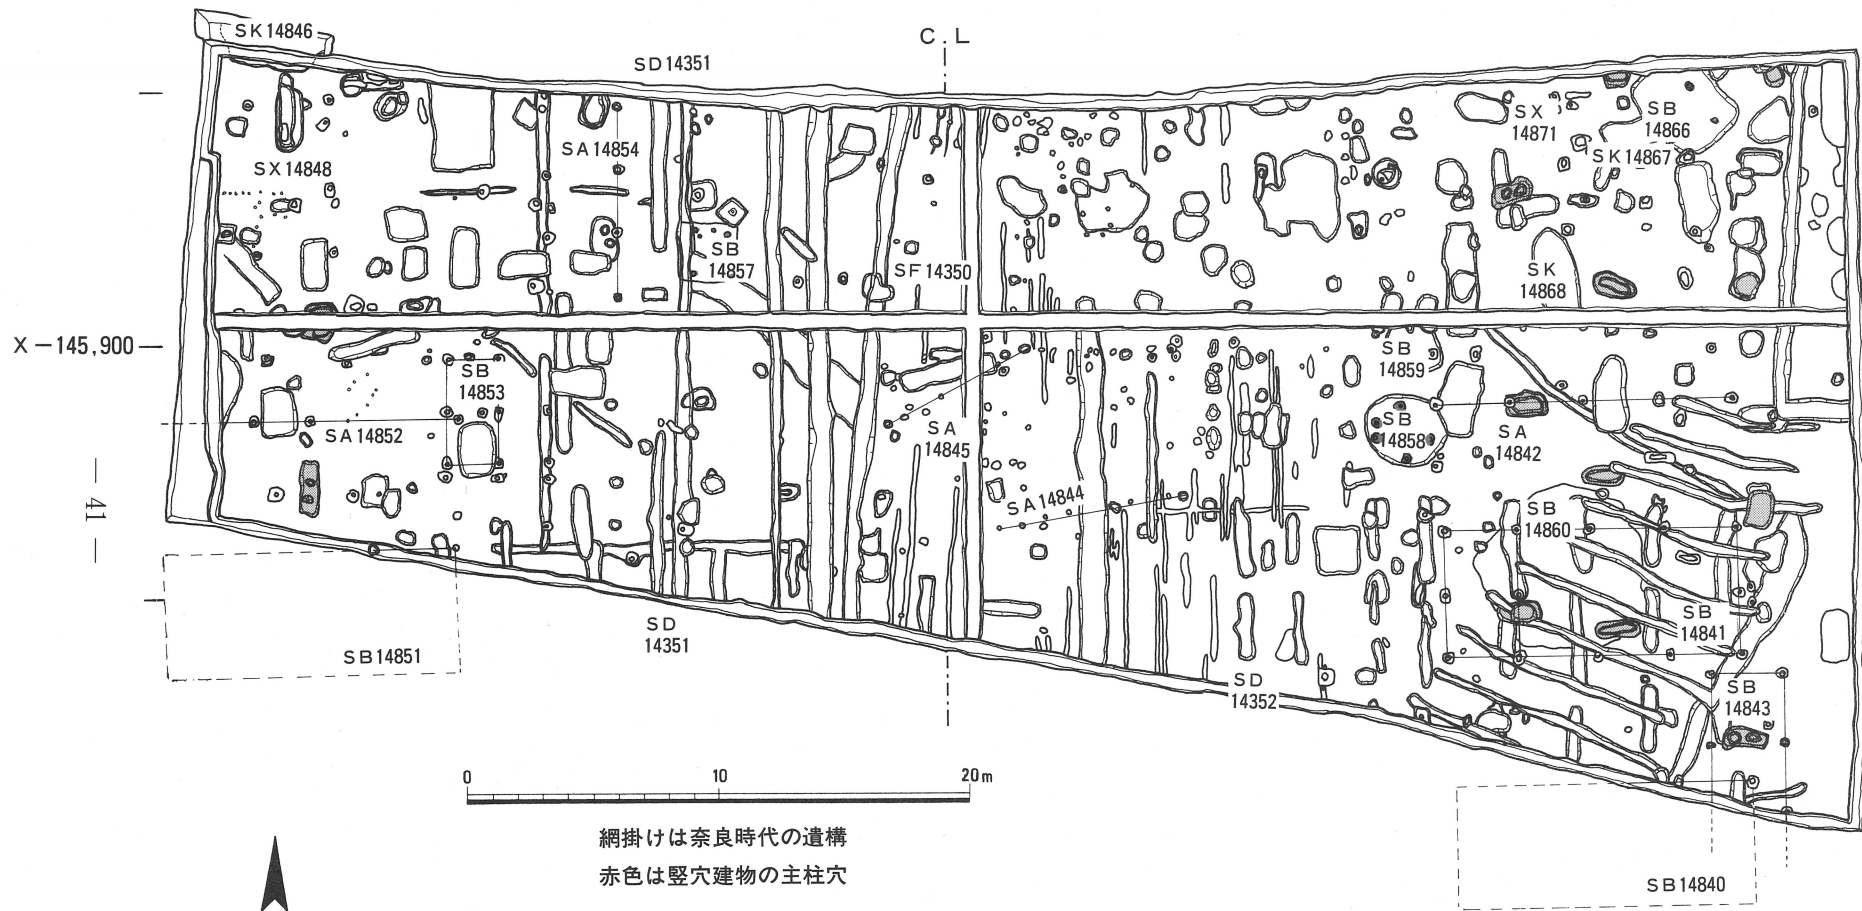 SK14846
C.L
SD14351
SA14854
SX14848
SX
14871
SB
14866
SK14867
SB
14857
SF14350
SK
14868
X－145,900
SB
14853
SB
14859
SA14852
SA
14845
SB
14858
SA
14842
SA14844
SB
14860
— 41 —
SB
14841
SD
14351
SB14851
SD
14352
SB
14843
0 10 20m
網掛けは奈良時代の遺構
赤色は竪穴建物の主柱穴
SB14840